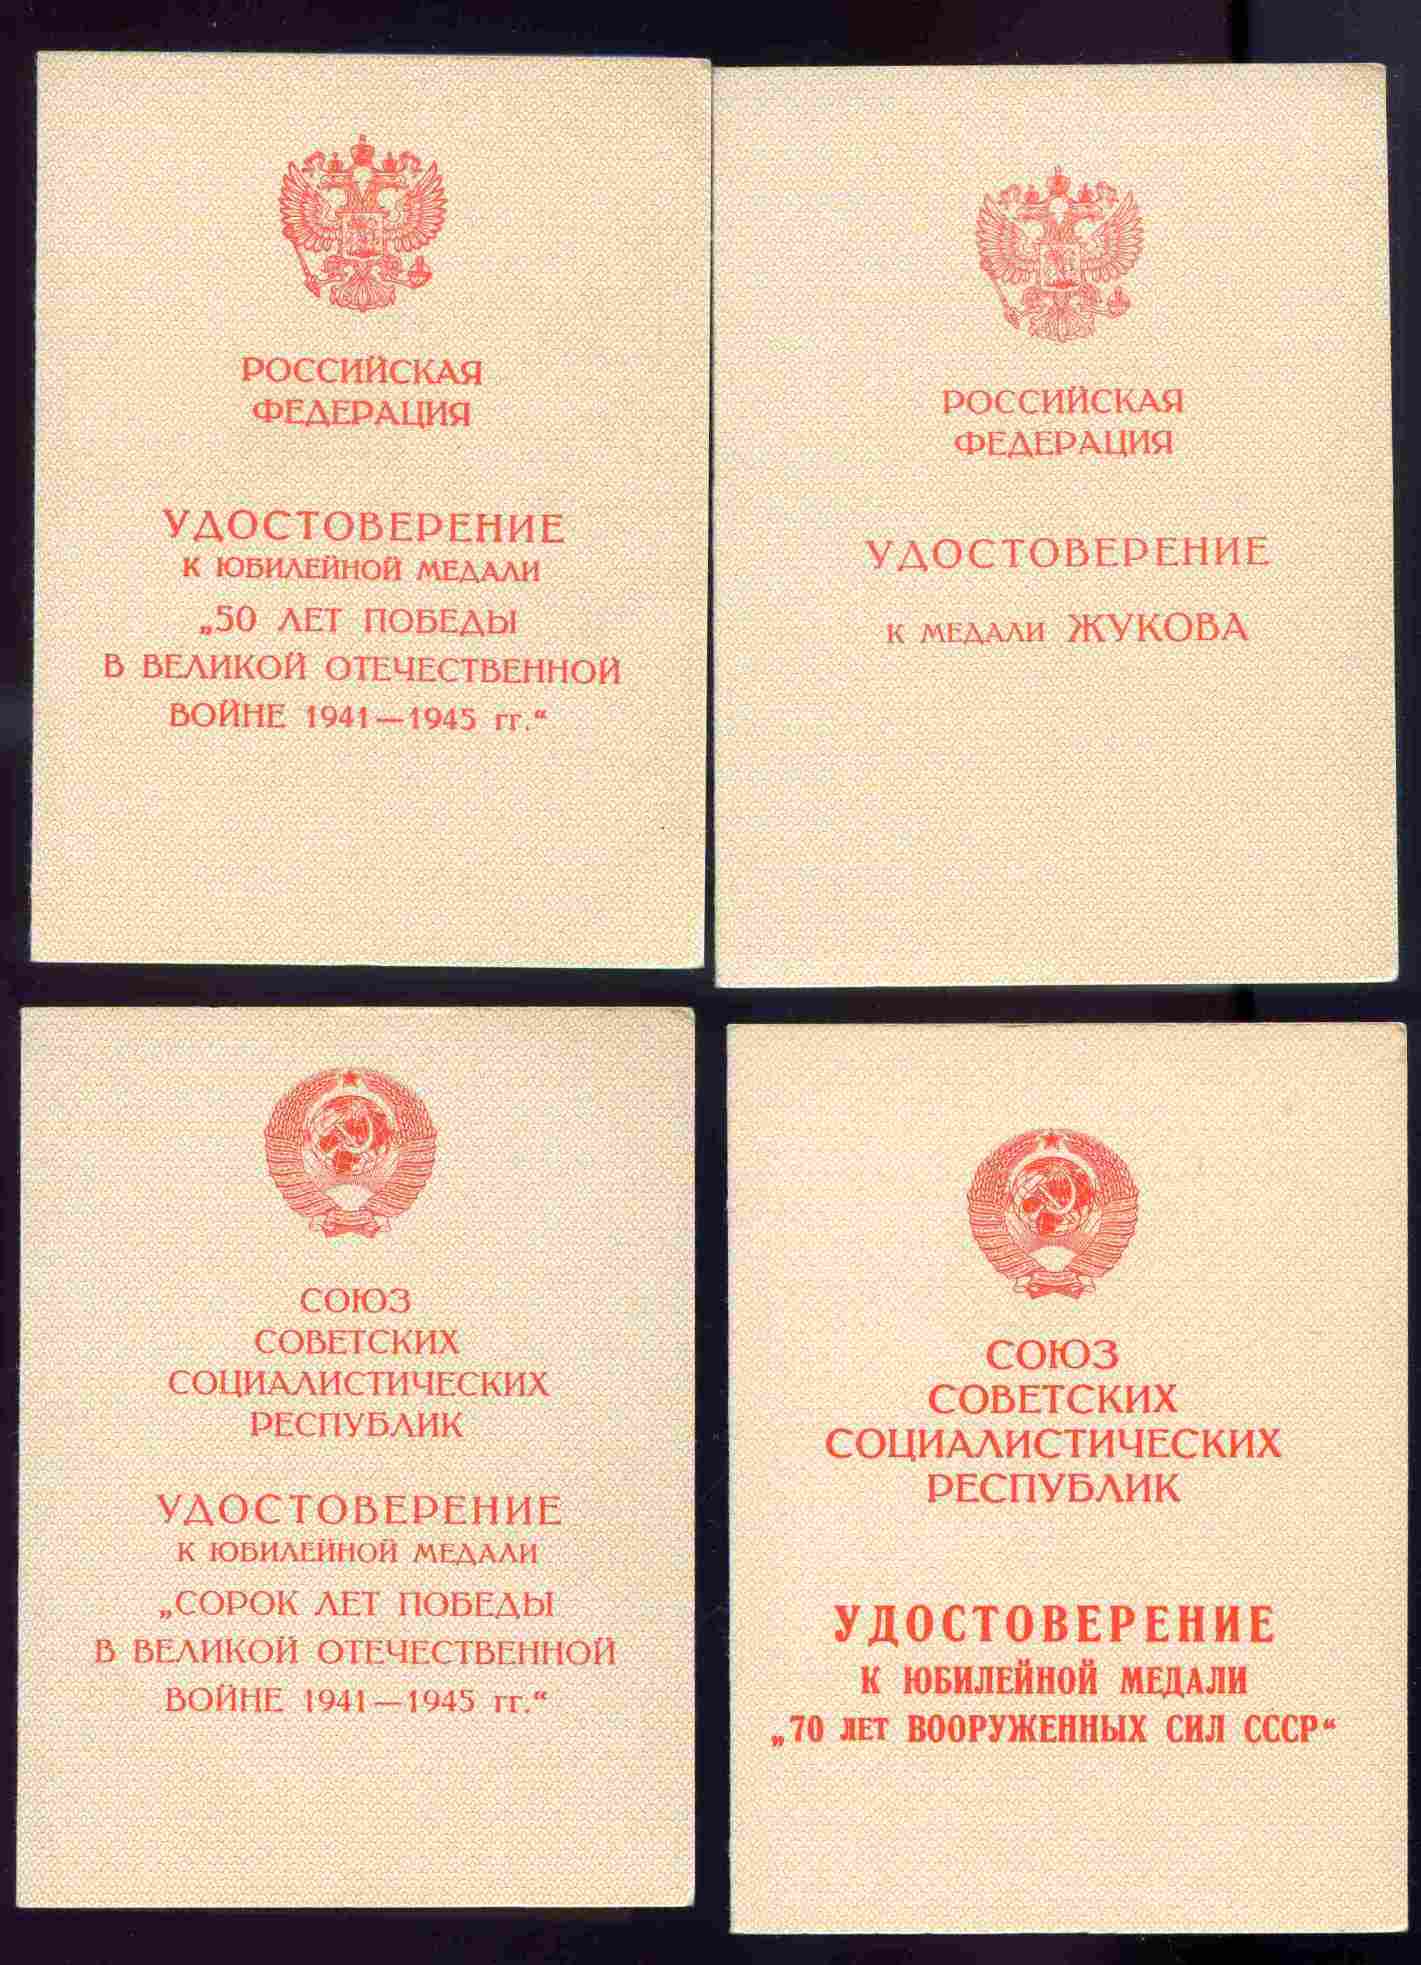 РОССИЙСКАЯ
ФЕДЕРАЦИЯ
УДОСТОВЕРЕНИЕ
К ЮБИЛЕЙНОЙ МЕДАЛИ
„50 ЛЕТ ПОБЕДЫ
В ВЕЛИКОЙ ОТЕЧЕСТВЕННОЙ
ВОЙНЕ 1941—1945 гг.“
РОССИЙСКАЯ
ФЕДЕРАЦИЯ
УДОСТОВЕРЕНИЕ
К МЕДАЛИ ЖУКОВА
СОЮЗ
СОВЕТСКИХ
СОЦИАЛИСТИЧЕСКИХ
РЕСПУБЛИК
УДОСТОВЕРЕНИЕ
К ЮБИЛЕЙНОЙ МЕДАЛИ
„СОРОК ЛЕТ ПОБЕДЫ
В ВЕЛИКОЙ ОТЕЧЕСТВЕННОЙ
ВОЙНЕ 1941—1945 гг.“
СОЮЗ
СОВЕТСКИХ
СОЦИАЛИСТИЧЕСКИХ
РЕСПУБЛИК
УДОСТОВЕРЕНИЕ
К ЮБИЛЕЙНОЙ МЕДАЛИ
„70 ЛЕТ ВООРУЖЕННЫХ СИЛ СССР“